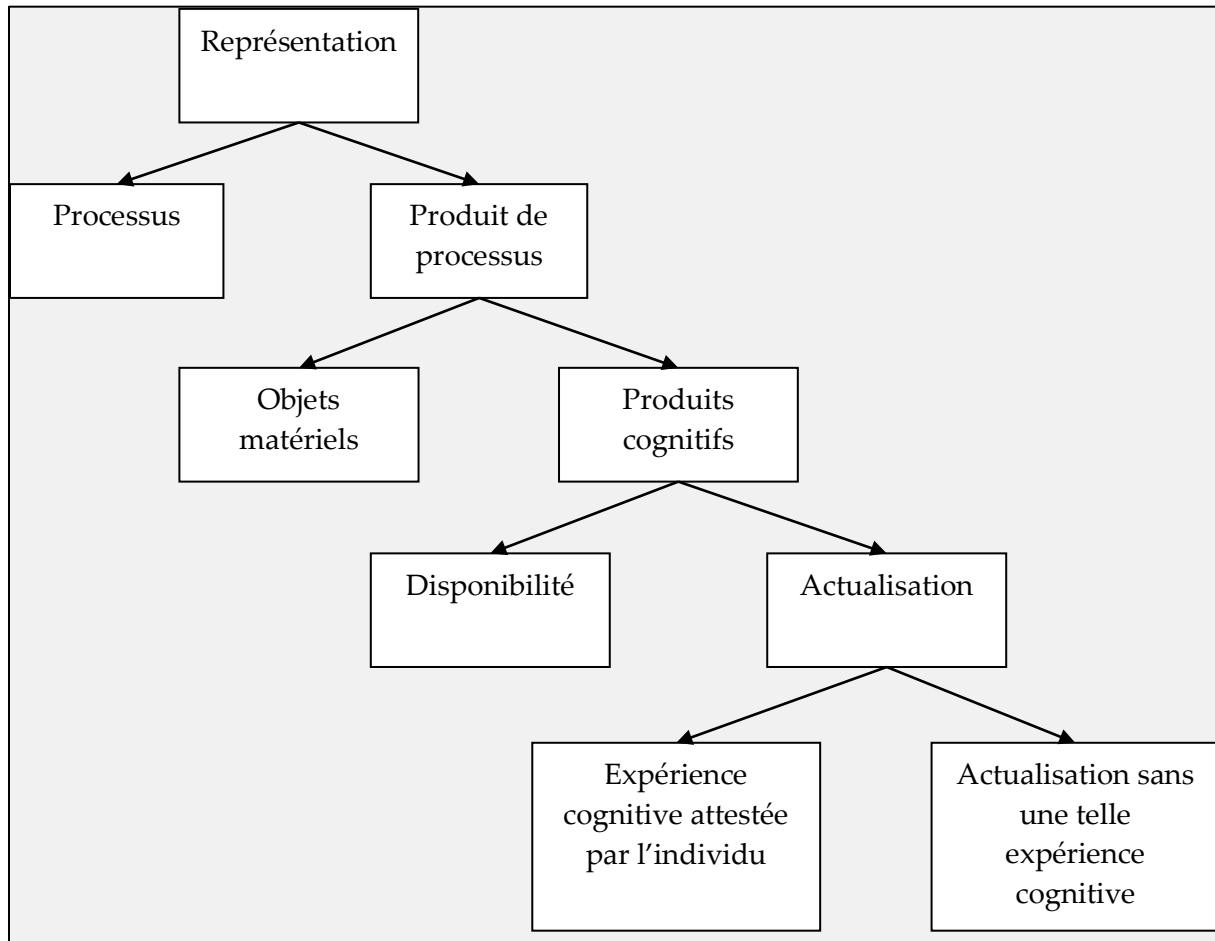 Représentation
Processus
Produit de
processus
Objets
matériels
Produits
cognitifs
Disponibilité
Actualisation
Expérience
cognitive attestée
par l’individu
Actualisation sans
une telle
expérience
cognitive